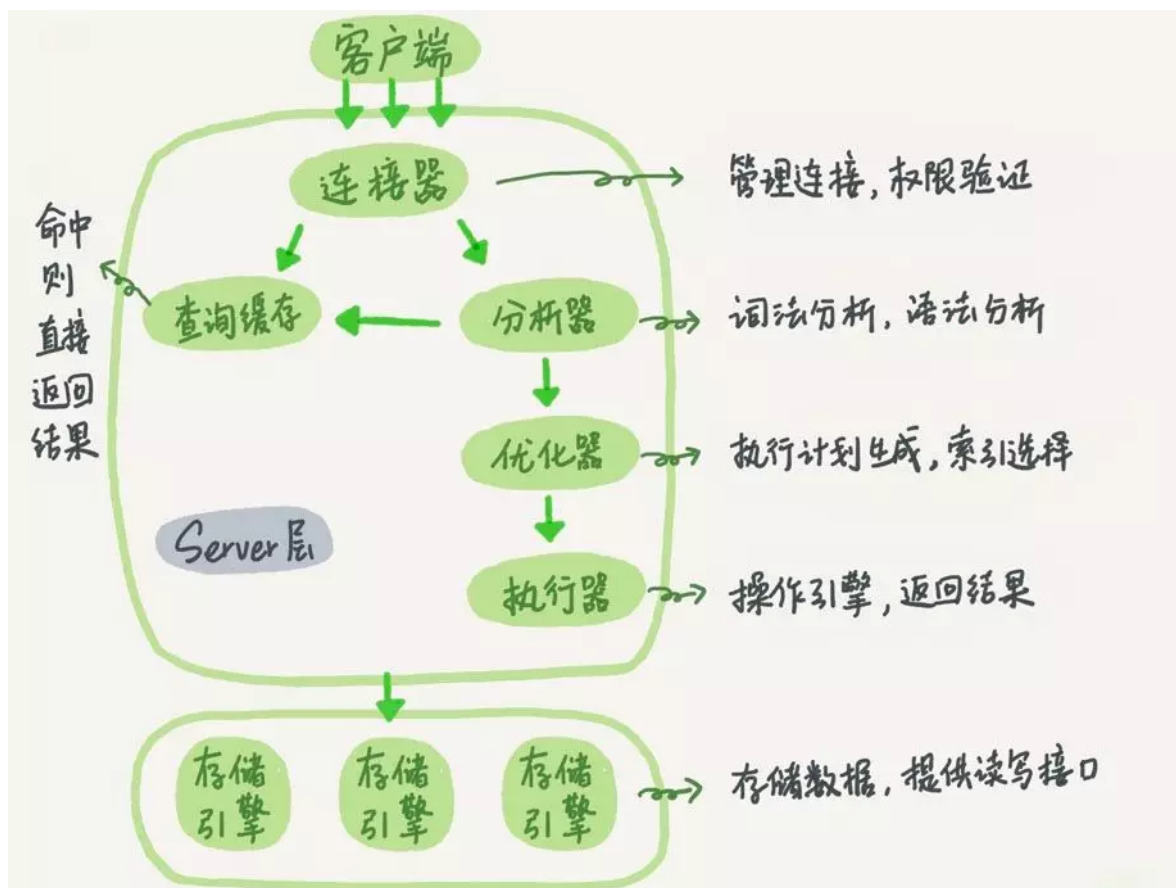 客户端
连接器
管理连接，权限验证
命中
则
直接
返回
结果
查询缓存
分析器
词法分析，语法分析
优化器
执行计划生成，索引选择
Server层
执行器
操作引擎，返回结果
存储
引擎
存储
引擎
存储
引擎
存储数据，提供读写接口